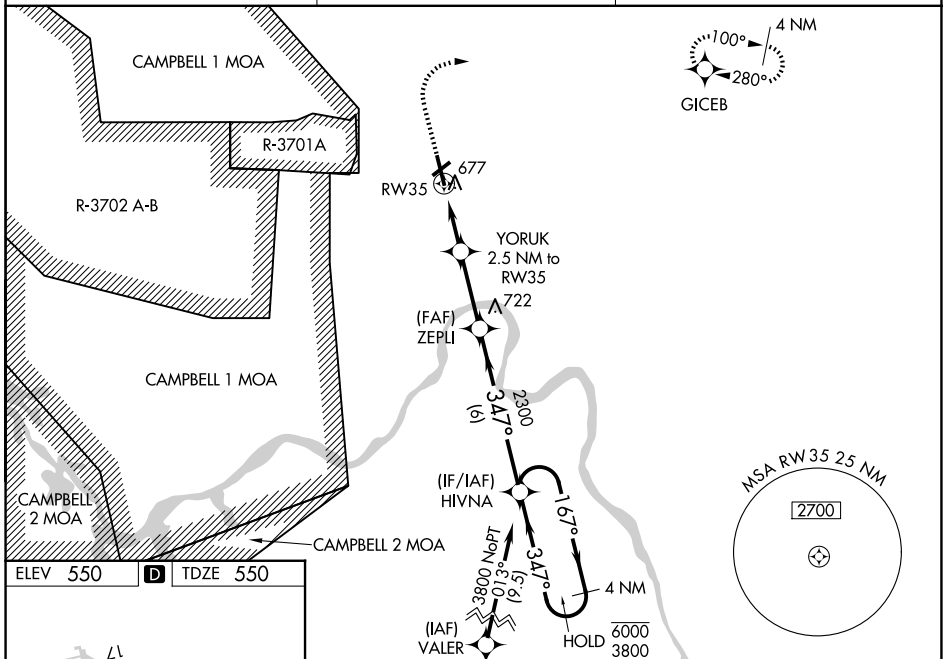 CAMPBELL 1 MOA
R-3701A
R-3702 A-B
CAMPBELL 1 MOA
CAMPBELL
2 MOA
CAMPBELL 2 MOA
4 NM
100°
280°
GICEB
677
RW35
YORUK
2.5 NM to
RW35
722
(FAF)
ZEPLI
2300
347°
(6)
(IF/IAF)
HIVNA
167°
347°
4 NM
HOLD 6000
3800
3800 NoPT
013°
(9.5)
(IAF)
VALER
MSA RW 35 25 NM
2700
ELEV 550 D TDZE 550
17